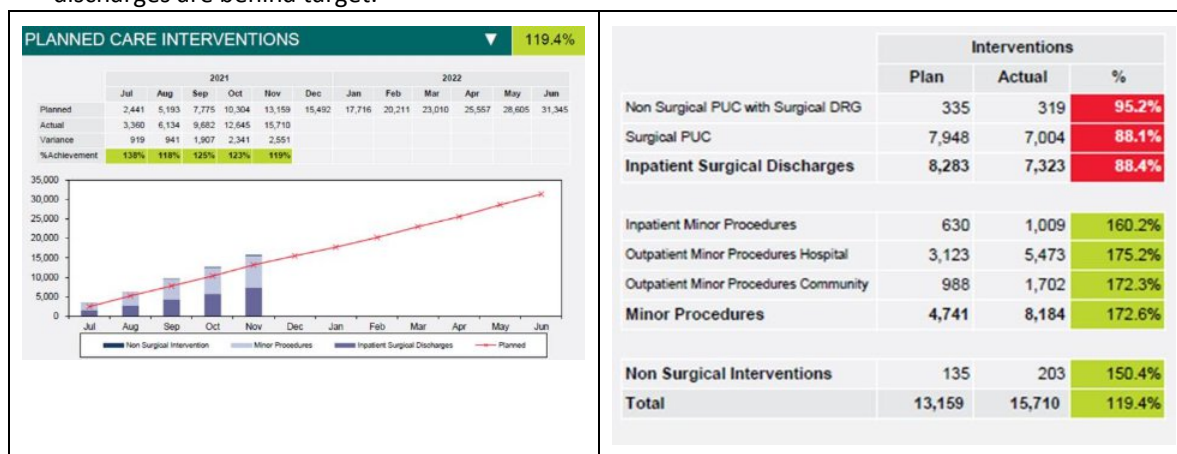 discharges are behind target.
PLANNED CARE INTERVENTIONS ▼ 119.4%
2021 2022
Jul Aug Sep Oct Nov Dec Jan Feb Mar Apr May Jun
Planned 2,441 5,193 7,775 10,304 13,159 15,492 17,716 20,211 23,010 25,557 28,605 31,345
Actual 3,360 6,134 9,682 12,645 15,710
Variance 919 941 1,907 2,341 2,551
%Achievement 138% 118% 125% 123% 119%
35,000
30,000
25,000
20,000
15,000
10,000
5,000
0
Jul Aug Sep Oct Nov Dec Jan Feb Mar Apr May Jun
Non Surgical Intervention Minor Procedures Inpatient Surgical Discharges Planned
Interventions
Plan Actual %
Non Surgical PUC with Surgical DRG 335 319 95.2%
Surgical PUC 7,948 7,004 88.1%
Inpatient Surgical Discharges 8,283 7,323 88.4%
Inpatient Minor Procedures 630 1,009 160.2%
Outpatient Minor Procedures Hospital 3,123 5,473 175.2%
Outpatient Minor Procedures Community 988 1,702 172.3%
Minor Procedures 4,741 8,184 172.6%
Non Surgical Interventions 135 203 150.4%
Total 13,159 15,710 119.4%